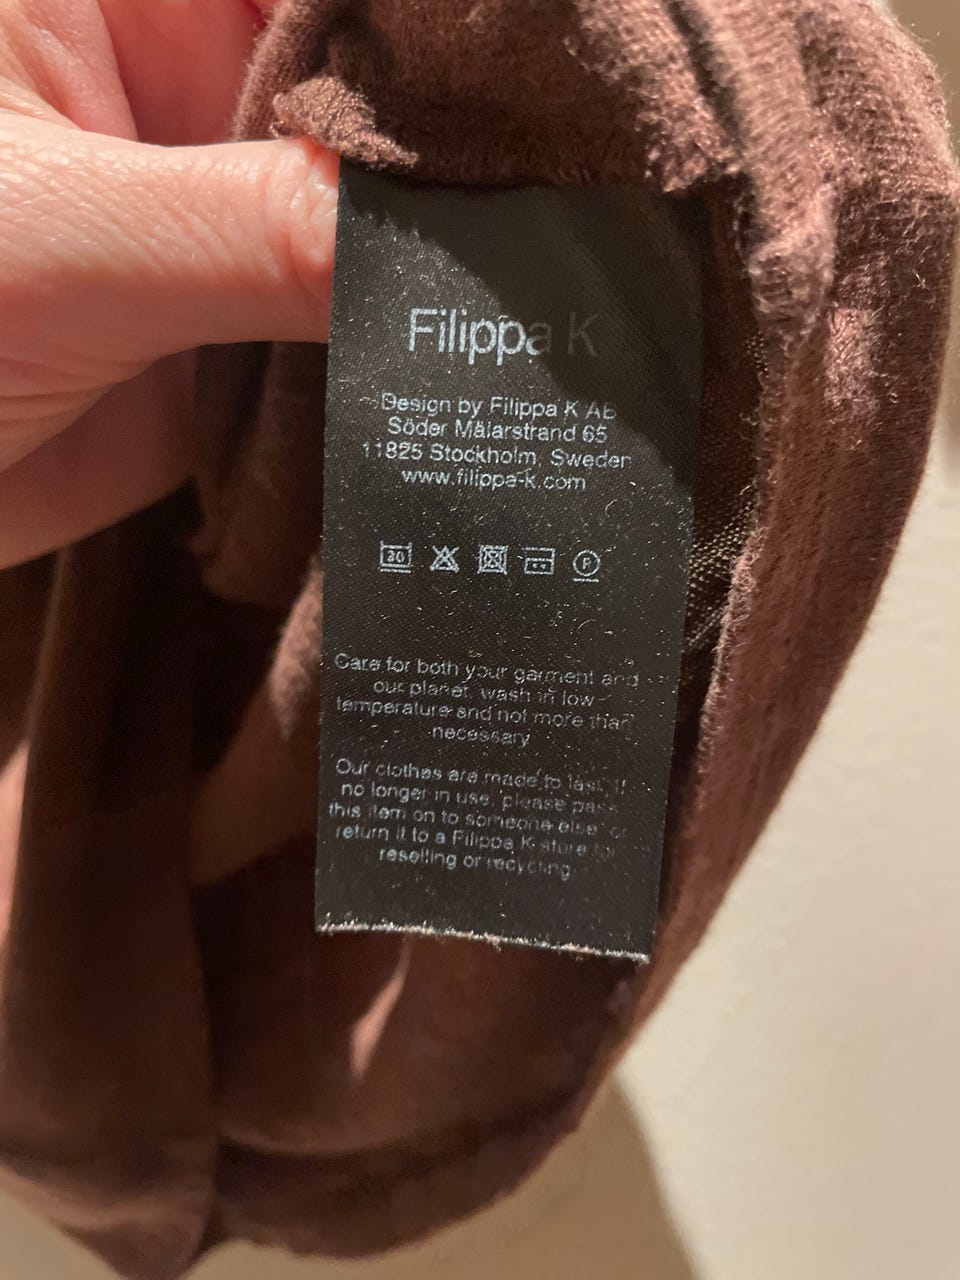 Filippa K
Design by Filippa K AB
Söder Mälarstrand 65
11825 Stockholm, Sweden
www.filippa-k.com
30 P
Care for both your garment and
our planet, wash in low
temperature and not more than
necessary
Our clothes are made to last. If
no longer in use, please pass
this item on to someone else, or
return it to a Filippa K store for
reselling or recycling